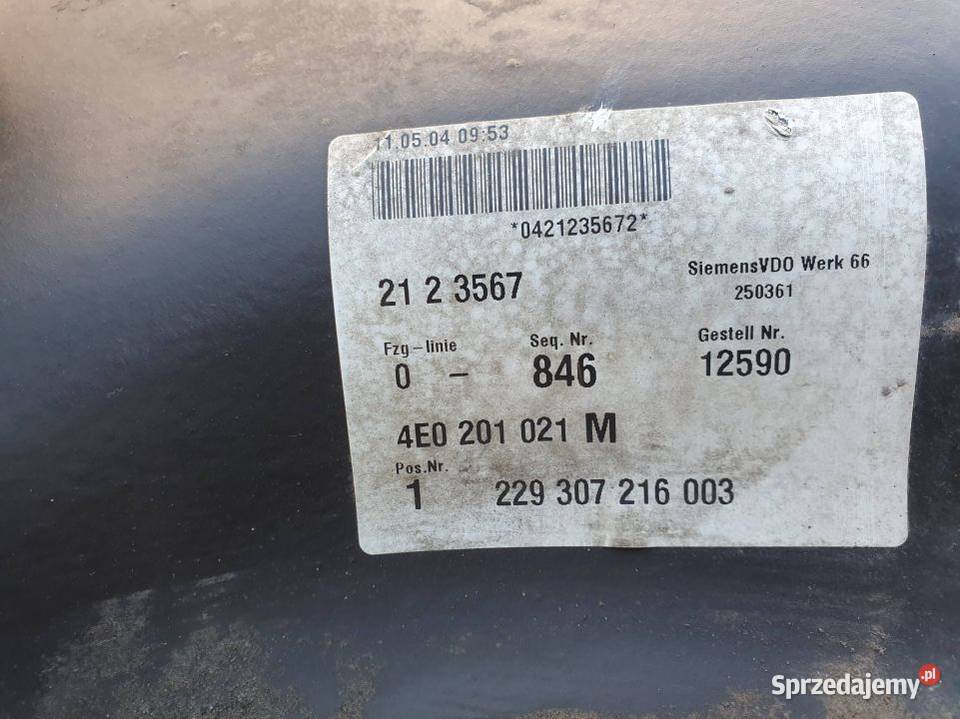 11.05.04 09:53
*0421235672*
21 2 3567
SiemensVDO Werk 66
250361
Fzg-linie
Seq. Nr.
Gestell Nr.
0 - 846 12590
4E0 201 021 M
Pos.Nr.
1 229 307 216 003
Sprzedajemy.pl